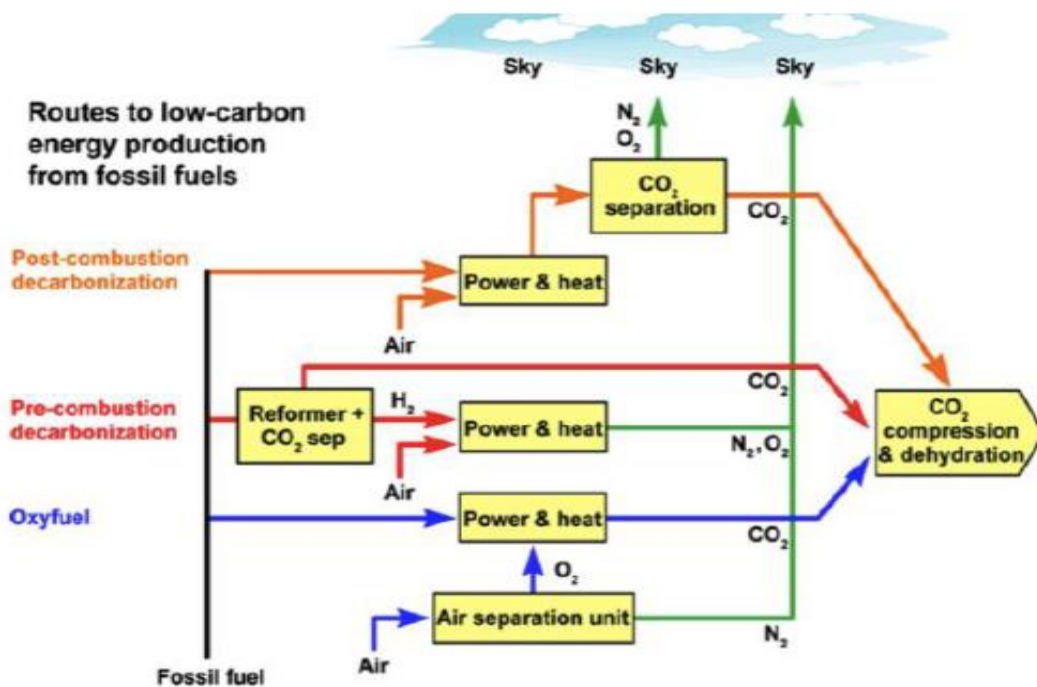 Sky Sky Sky
Routes to low-carbon
energy production
from fossil fuels
N₂
O₂
CO₂
separation
CO₂
Post-combustion
decarbonization
Power & heat
Air
CO₂
Pre-combustion
decarbonization
Reformer +
CO₂ sep
H₂
Power & heat
N₂, O₂
CO₂
compression
& dehydration
Air
Oxyfuel
Power & heat
CO₂
O₂
Air separation unit
N₂
Air
Fossil fuel